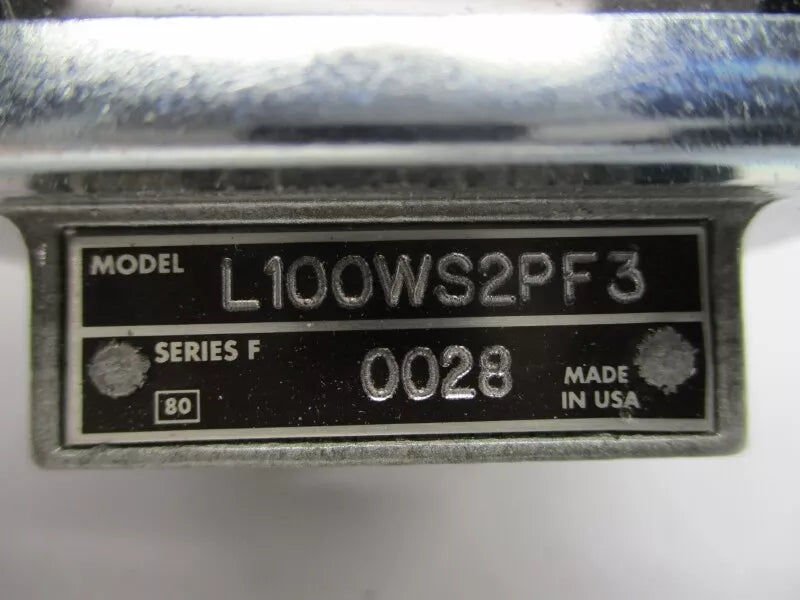 MODEL L100WS2PF3
SERIES F 0028
80 MADE
IN USA